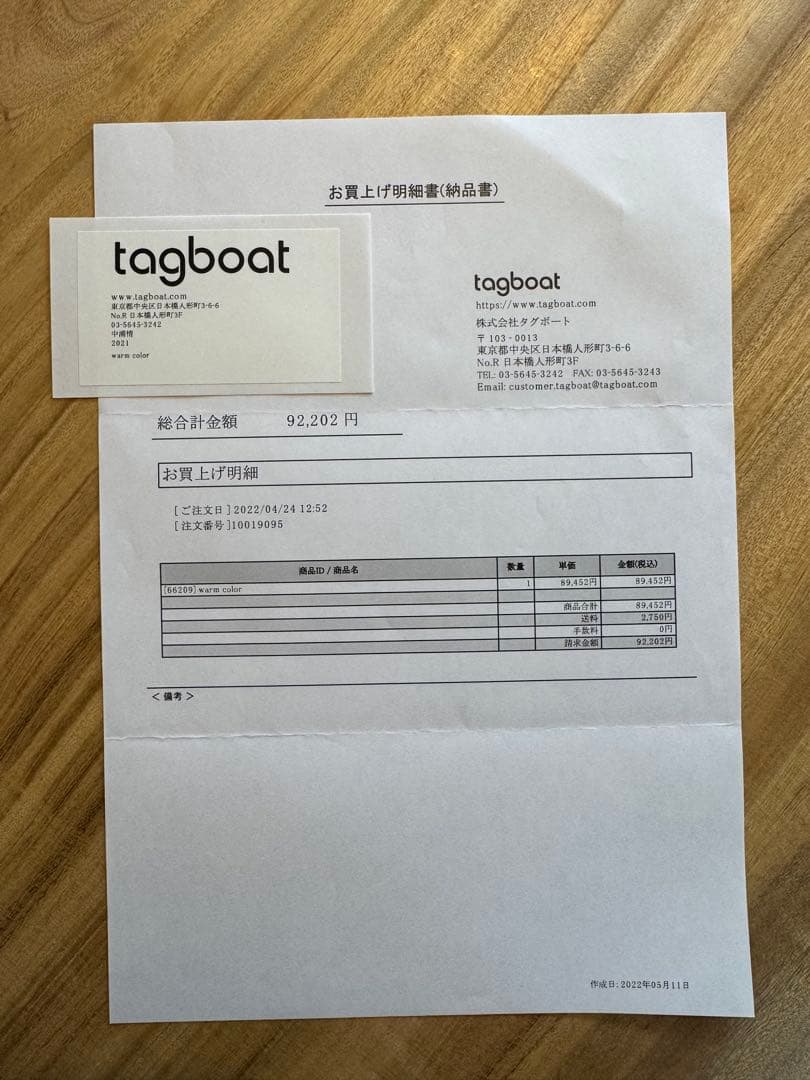 お買上げ明細書(納品書)
tagboat
www.tagboat.com
東京都中央区日本橋人形町3-6-6
No.R 日本橋人形町3F
03-5645-3242
中浦情
2021
warm color
tagboat
https://www.tagboat.com
株式会社タグボート
〒103-0013
東京都中央区日本橋人形町3-6-6
No.R 日本橋人形町3F
TEL: 03-5645-3242 FAX: 03-5645-3243
Email: customer.tagboat@tagboat.com
総合計金額 92,202 円
お買上げ明細
[ご注文日] 2022/04/24 12:52
[注文番号]10019095
商品ID / 商品名 数量 単価 金額(税込)
[66209] warm color 1 89,452円 89,452円
商品合計 89,452円
送料 2,750円
手数料 0円
請求金額 92,202円
＜備考＞
作成日: 2022年05月11日